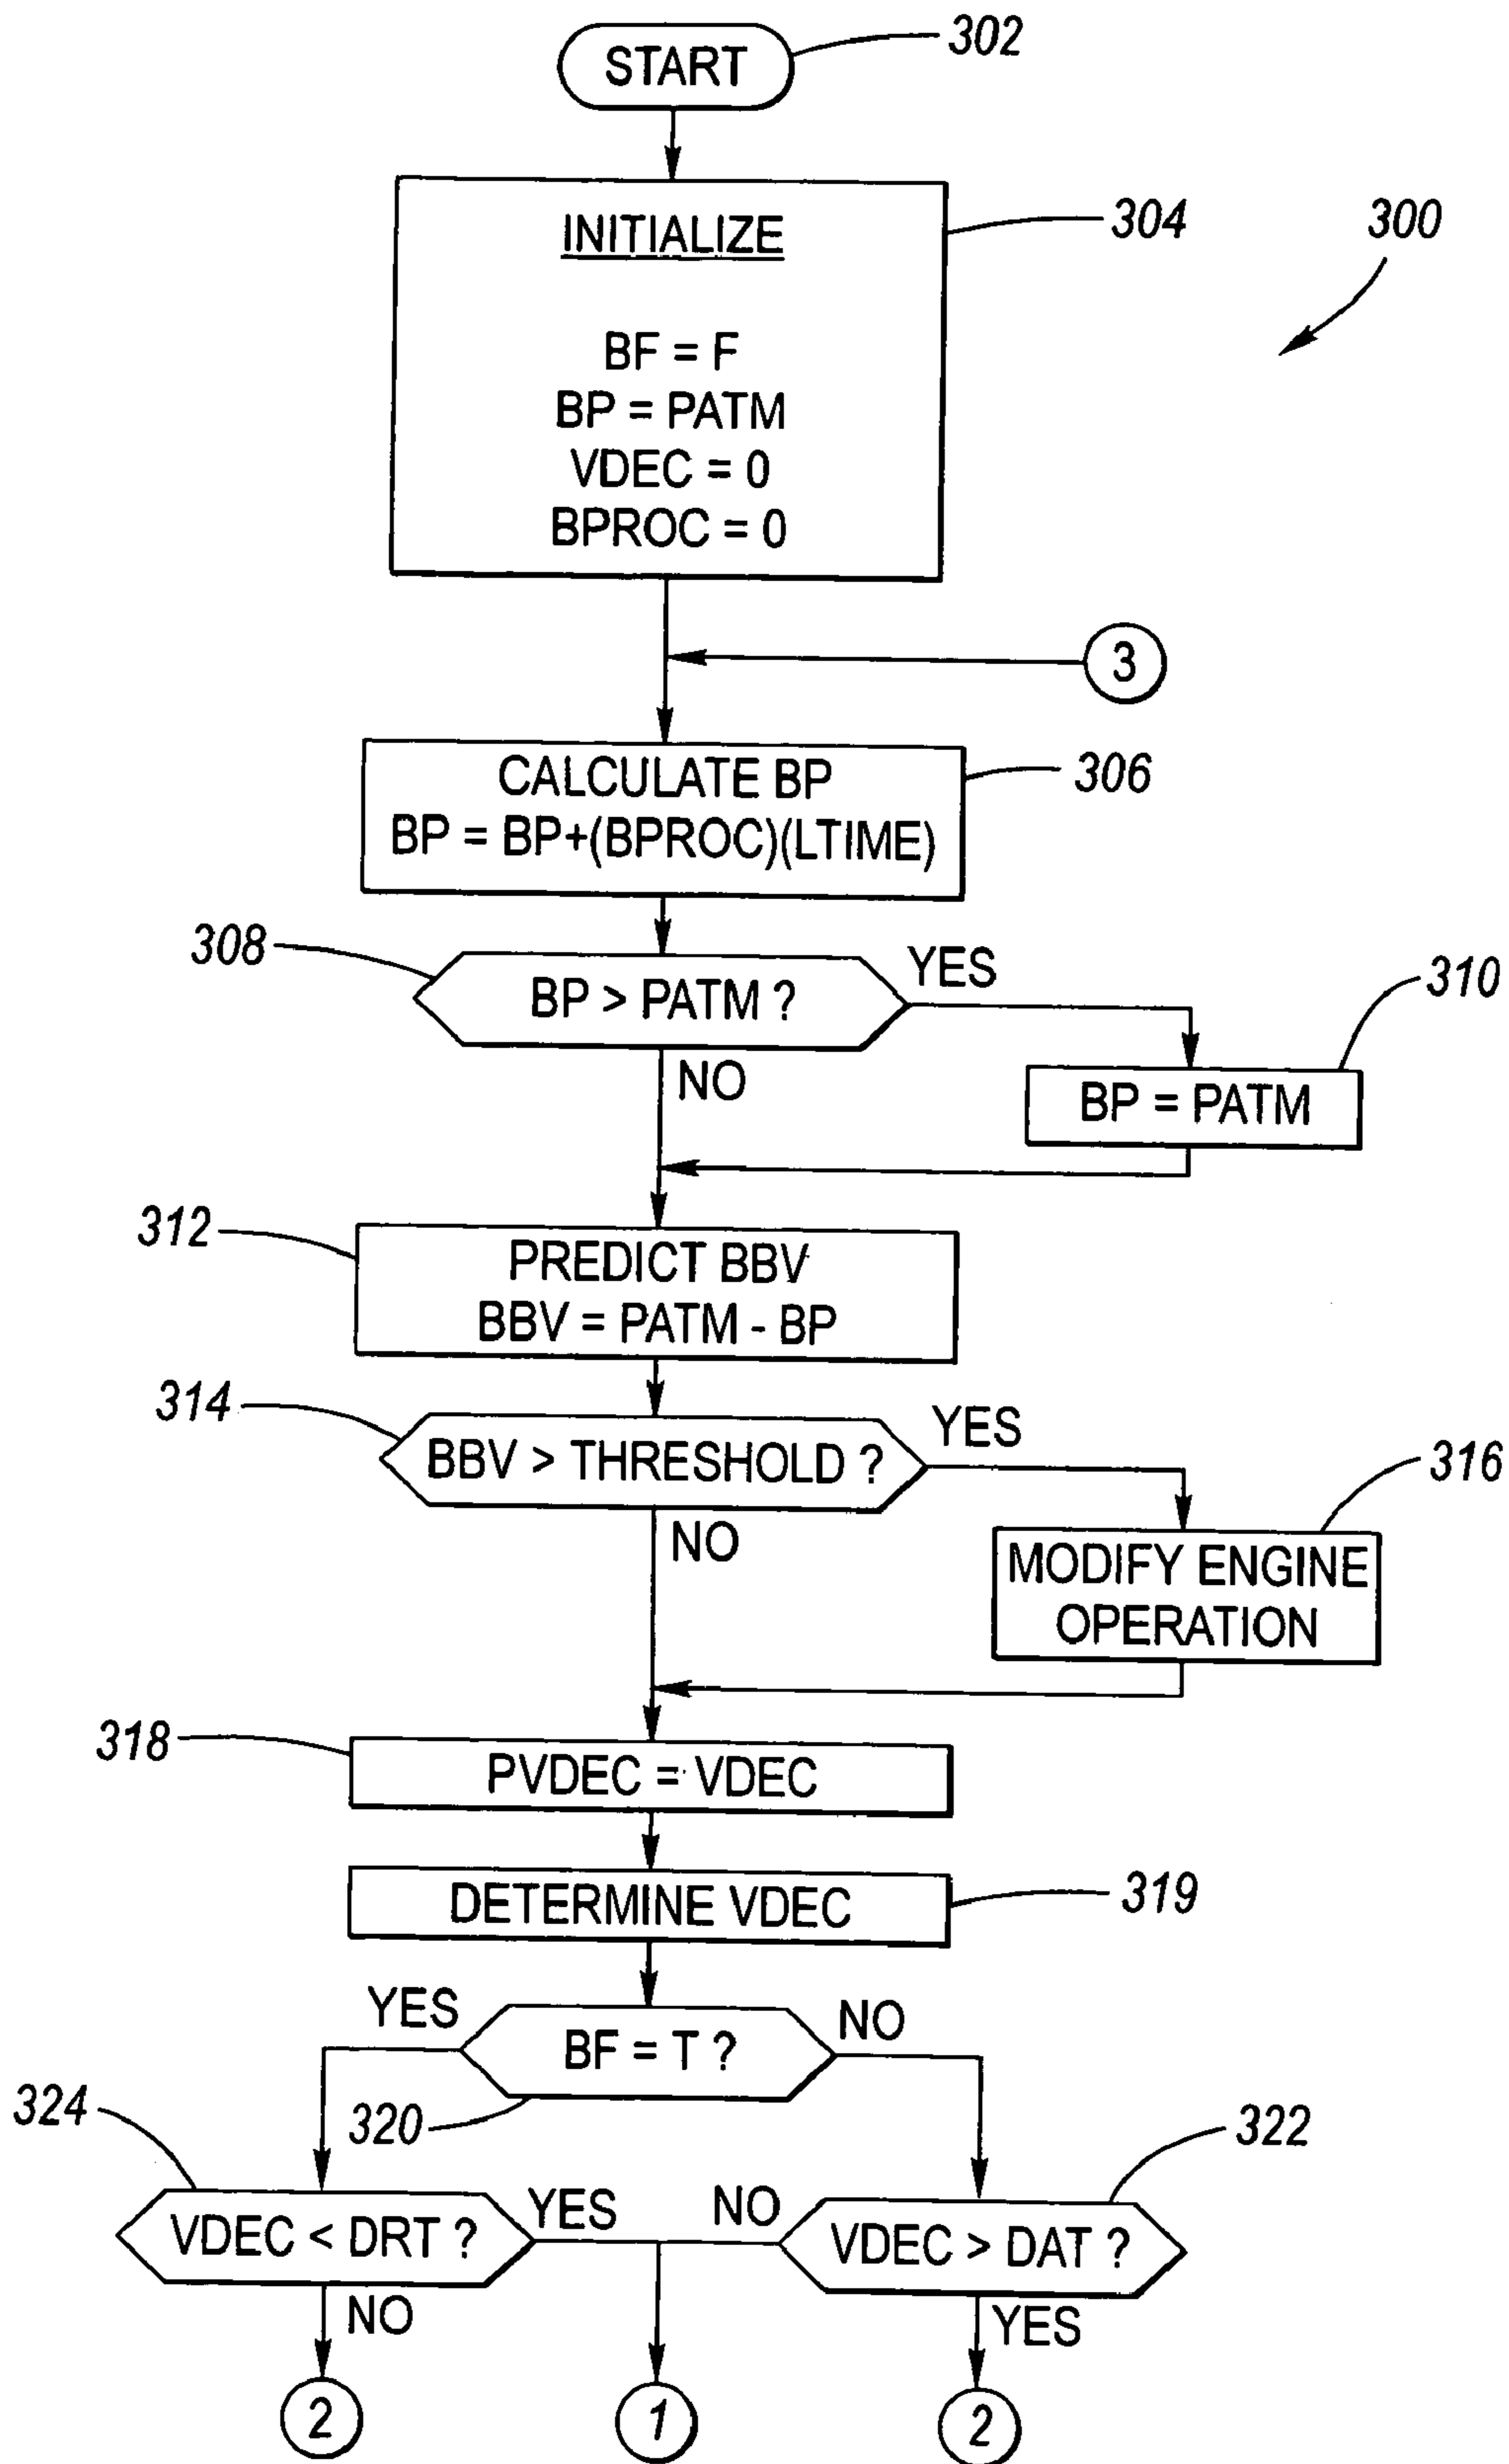 START
302
INITIALIZE
304
300
BF = F
BP = PATM
VDEC = 0
BPROC = 0
3
CALCULATE BP
306
BP = BP+(BPROC)(LTIME)
308
YES
BP > PATM ?
310
NO
BP = PATM
312
PREDICT BBV
BBV = PATM - BP
314
YES
BBV > THRESHOLD ?
316
NO
MODIFY ENGINE
OPERATION
318
PVDEC = VDEC
DETERMINE VDEC
319
YES
NO
BF = T ?
324
320
322
VDEC < DRT ?
YES
NO
VDEC > DAT ?
NO
YES
2
1
2